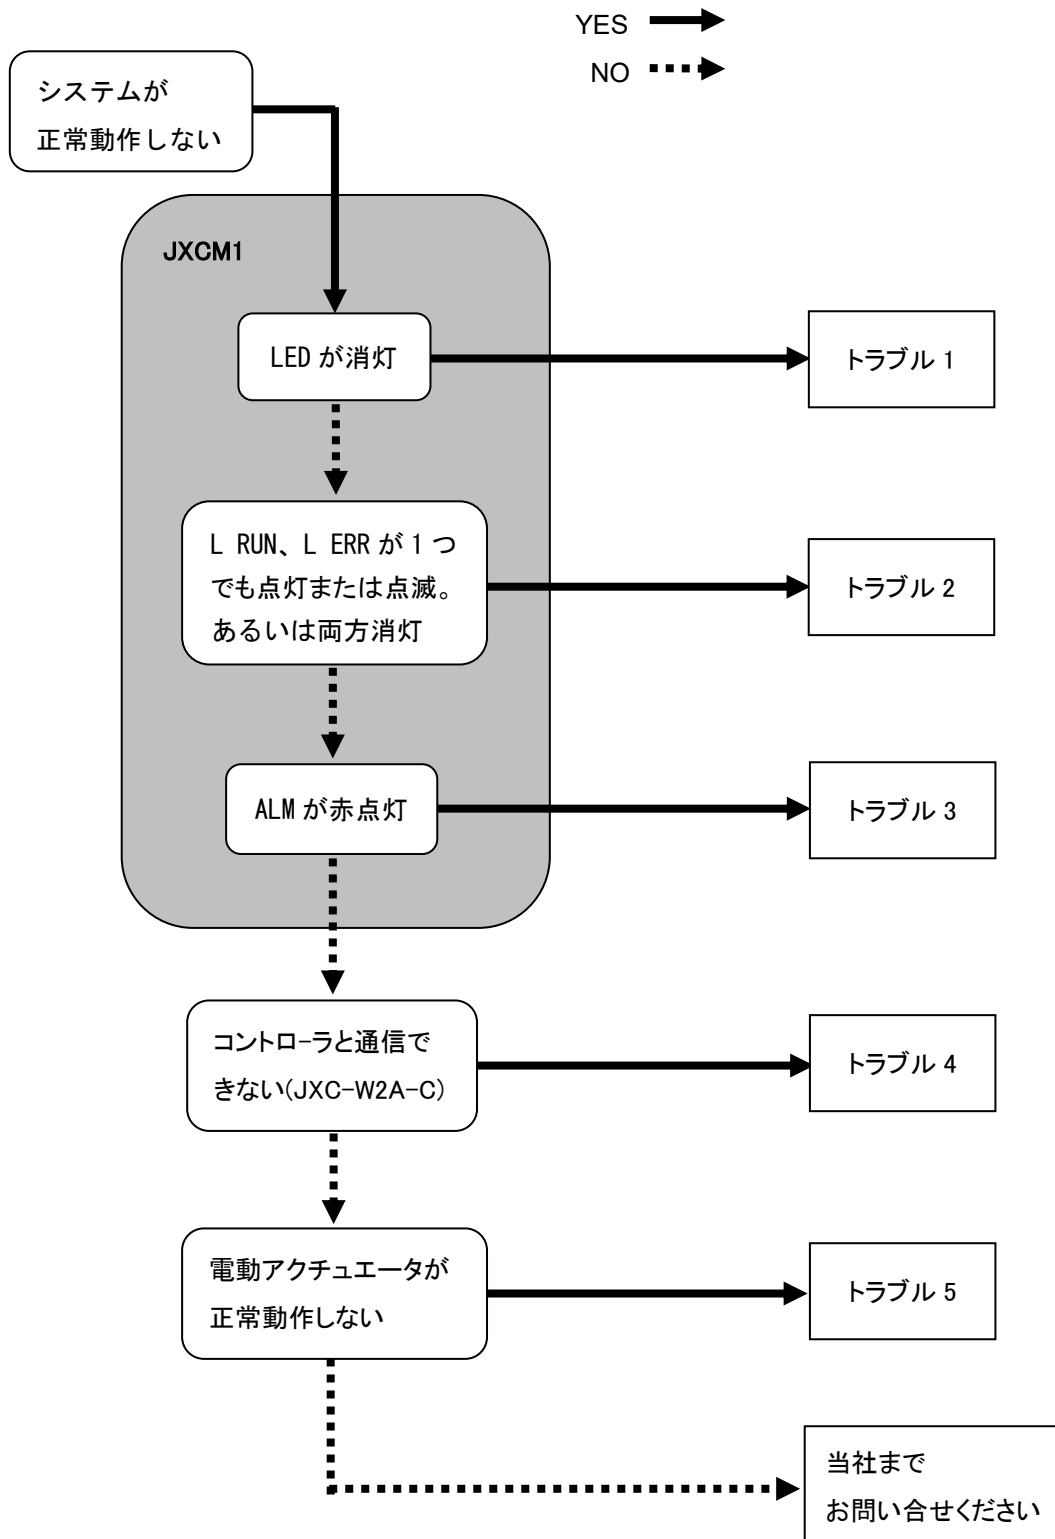 YES
NO
システムが
正常動作しない
JXCM1
LED が消灯
トラブル 1
L RUN、L ERR が 1 つ
でも点灯または点滅。
あるいは両方消灯
トラブル 2
ALM が赤点灯
トラブル 3
コントローラと通信で
きない(JXC-W2A-C)
トラブル 4
電動アクチュエータが
正常動作しない
トラブル 5
当社まで
お問い合せください